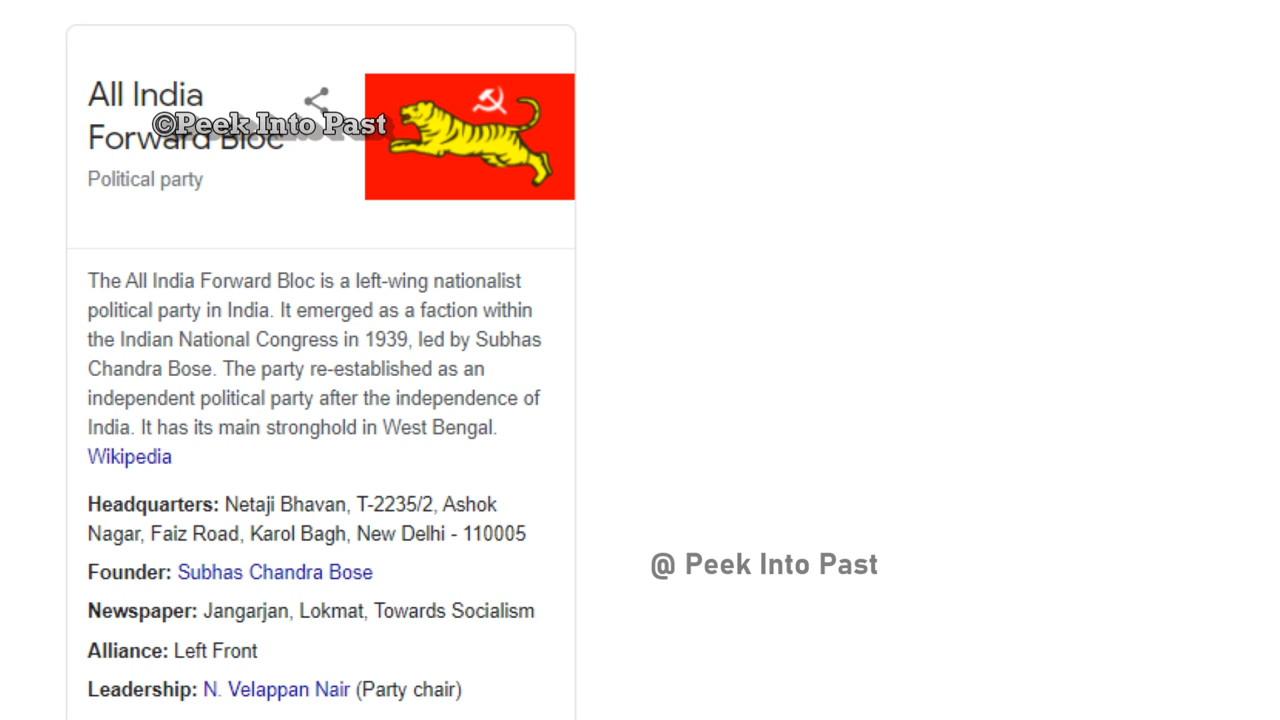 All India
Forward Bloc
©Peek Into Past
Political party
The All India Forward Bloc is a left-wing nationalist
political party in India. It emerged as a faction within
the Indian National Congress in 1939, led by Subhas
Chandra Bose. The party re-established as an
independent political party after the independence of
India. It has its main stronghold in West Bengal.
Wikipedia
Headquarters: Netaji Bhavan, T-2235/2, Ashok
Nagar, Faiz Road, Karol Bagh, New Delhi - 110005
Founder: Subhas Chandra Bose
Newspaper: Jangarjan, Lokmat, Towards Socialism
Alliance: Left Front
Leadership: N. Velappan Nair (Party chair)
@ Peek Into Past